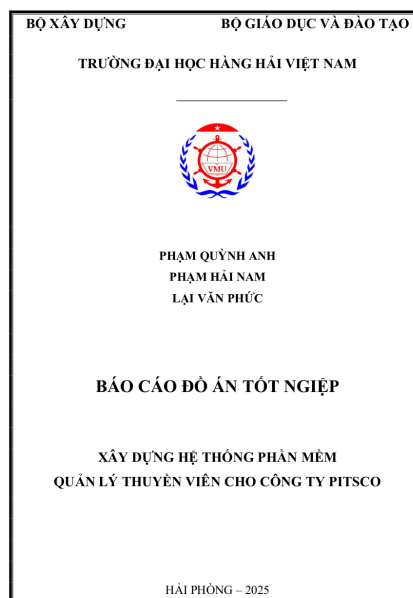 BỘ XÂY DỰNG BỘ GIÁO DỤC VÀ ĐÀO TẠO
TRƯỜNG ĐẠI HỌC HÀNG HẢI VIỆT NAM
VMU
PHẠM QUỲNH ANH
PHẠM HẢI NAM
LẠI VĂN PHỨC
BÁO CÁO ĐỒ ÁN TỐT NGIỆP
XÂY DỰNG HỆ THỐNG PHẦN MỀM
QUẢN LÝ THUYỀN VIÊN CHO CÔNG TY PITSCO
HẢI PHÒNG – 2025